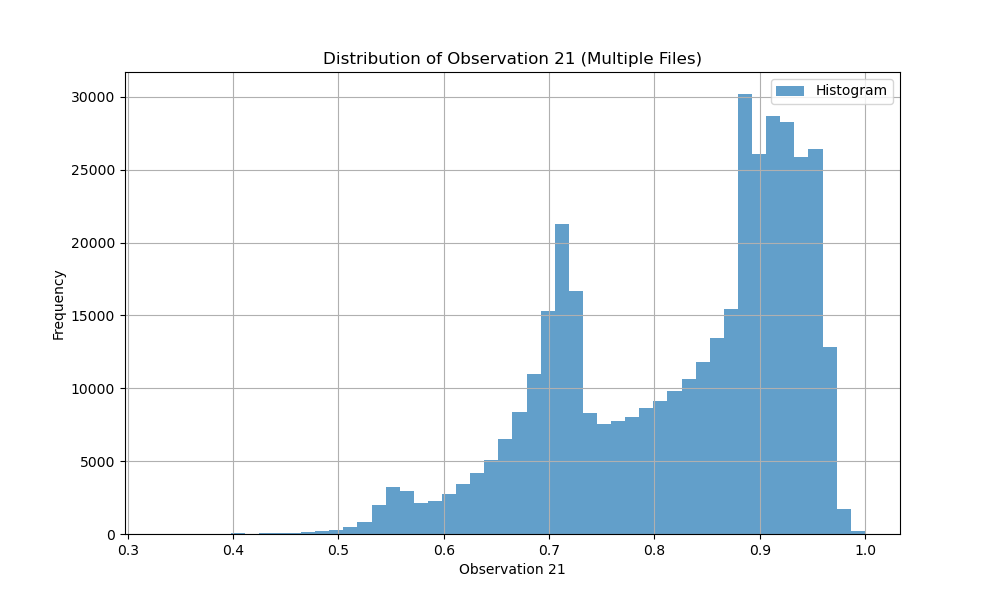 Distribution of Observation 21 (Multiple Files)
Histogram
Frequency
30000
25000
20000
15000
10000
5000
0
0.3 0.4 0.5 0.6 0.7 0.8 0.9 1.0
Observation 21